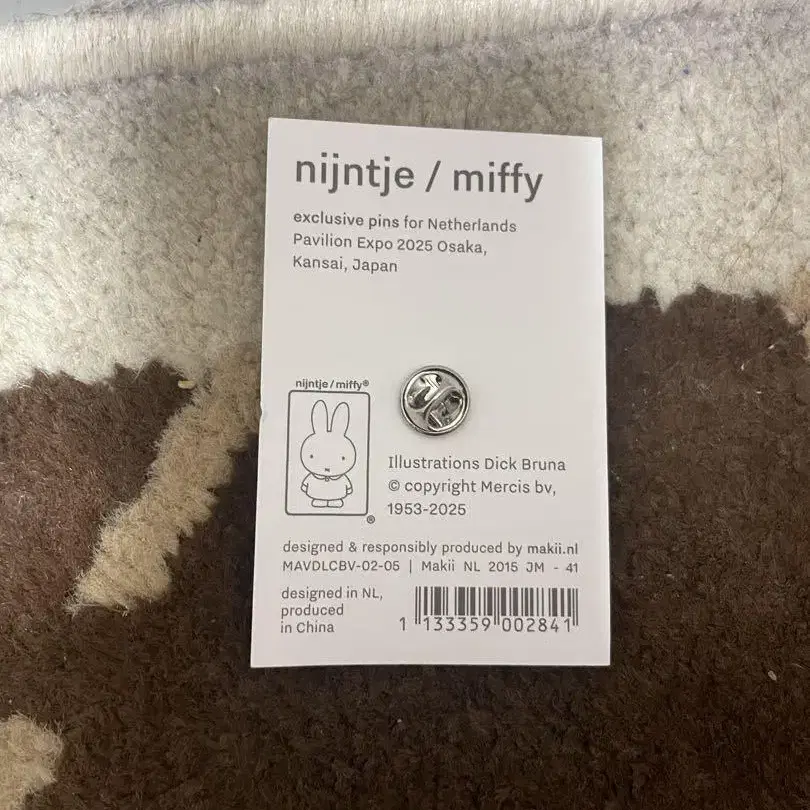 nijntje / miffy
exclusive pins for Netherlands
Pavilion Expo 2025 Osaka,
Kansai, Japan
nijntje / miffy®
®
Illustrations Dick Bruna
© copyright Mercis bv,
1953-2025
designed & responsibly produced by makii.nl
MAVDLCBV-02-05 | Makii NL 2015 JM - 41
designed in NL,
produced
in China
1 133359 002841